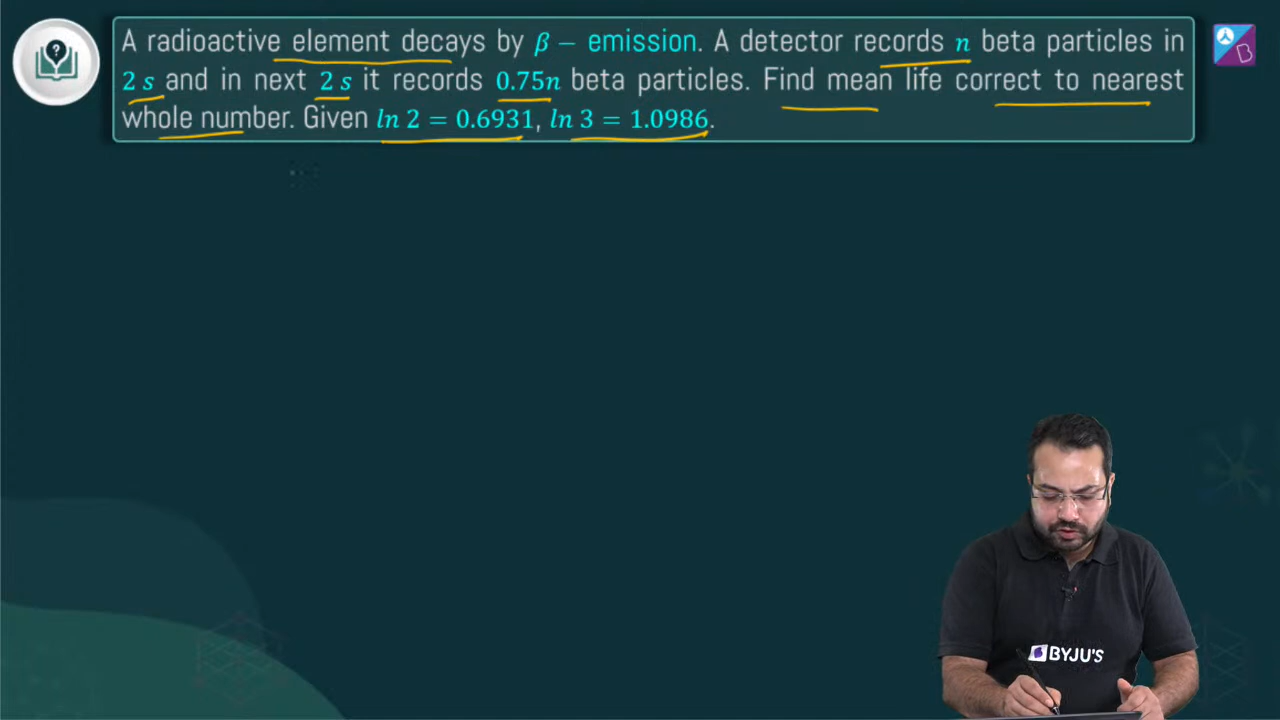 A radioactive element decays by β − emission. A detector records n beta particles in
2 s and in next 2 s it records 0.75n beta particles. Find mean life correct to nearest
whole number. Given ln 2 = 0.6931, ln 3 = 1.0986.
B
BYJU'S